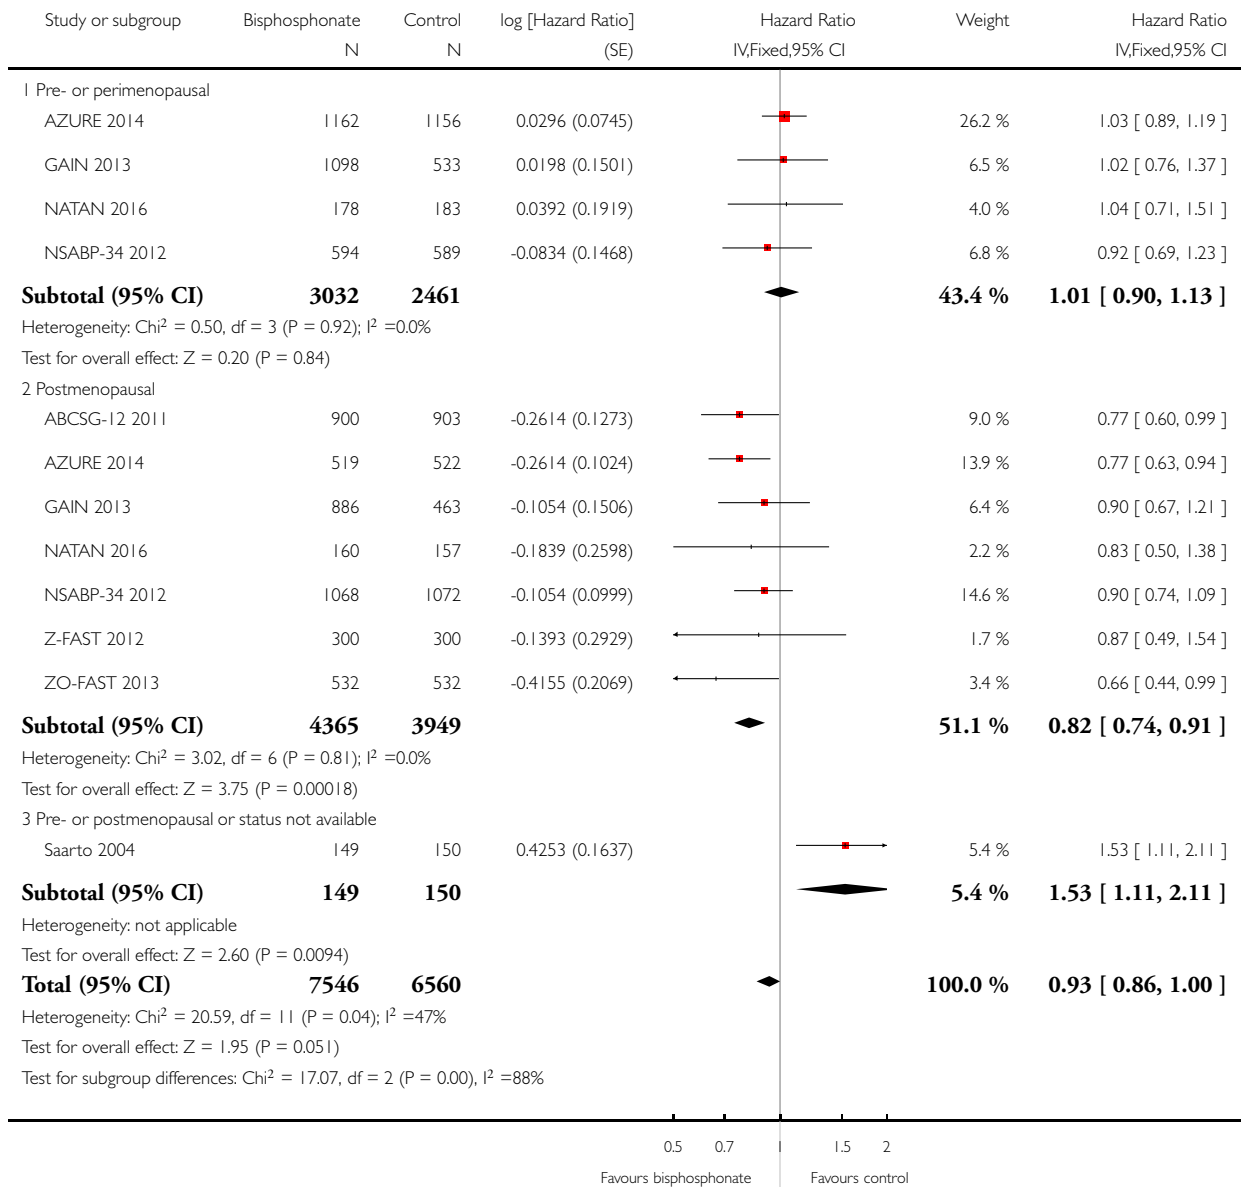 Study or subgroup Bisphosphonate Control log [Hazard Ratio] Hazard Ratio Weight Hazard Ratio
N N (SE) IV,Fixed,95% CI IV,Fixed,95% CI
1 Pre- or perimenopausal
AZURE 2014 1162 1156 0.0296 (0.0745) 26.2 % 1.03 [ 0.89, 1.19 ]
GAIN 2013 1098 533 0.0198 (0.1501) 6.5 % 1.02 [ 0.76, 1.37 ]
NATAN 2016 178 183 0.0392 (0.1919) 4.0 % 1.04 [ 0.71, 1.51 ]
NSABP-34 2012 594 589 -0.0834 (0.1468) 6.8 % 0.92 [ 0.69, 1.23 ]
Subtotal (95% CI) 3032 2461 43.4 % 1.01 [ 0.90, 1.13 ]
Heterogeneity: Chi² = 0.50, df = 3 (P = 0.92); I² =0.0%
Test for overall effect: Z = 0.20 (P = 0.84)
2 Postmenopausal
ABCSG-12 2011 900 903 -0.2614 (0.1273) 9.0 % 0.77 [ 0.60, 0.99 ]
AZURE 2014 519 522 -0.2614 (0.1024) 13.9 % 0.77 [ 0.63, 0.94 ]
GAIN 2013 886 463 -0.1054 (0.1506) 6.4 % 0.90 [ 0.67, 1.21 ]
NATAN 2016 160 157 -0.1839 (0.2598) 2.2 % 0.83 [ 0.50, 1.38 ]
NSABP-34 2012 1068 1072 -0.1054 (0.0999) 14.6 % 0.90 [ 0.74, 1.09 ]
Z-FAST 2012 300 300 -0.1393 (0.2929) 1.7 % 0.87 [ 0.49, 1.54 ]
ZO-FAST 2013 532 532 -0.4155 (0.2069) 3.4 % 0.66 [ 0.44, 0.99 ]
Subtotal (95% CI) 4365 3949 51.1 % 0.82 [ 0.74, 0.91 ]
Heterogeneity: Chi² = 3.02, df = 6 (P = 0.81); I² =0.0%
Test for overall effect: Z = 3.75 (P = 0.00018)
3 Pre- or postmenopausal or status not available
Saarto 2004 149 150 0.4253 (0.1637) 5.4 % 1.53 [ 1.11, 2.11 ]
Subtotal (95% CI) 149 150 5.4 % 1.53 [ 1.11, 2.11 ]
Heterogeneity: not applicable
Test for overall effect: Z = 2.60 (P = 0.0094)
Total (95% CI) 7546 6560 100.0 % 0.93 [ 0.86, 1.00 ]
Heterogeneity: Chi² = 20.59, df = 11 (P = 0.04); I² =47%
Test for overall effect: Z = 1.95 (P = 0.051)
Test for subgroup differences: Chi² = 17.07, df = 2 (P = 0.00), I² =88%
0.5 0.7 1 1.5 2
Favours bisphosphonate Favours control